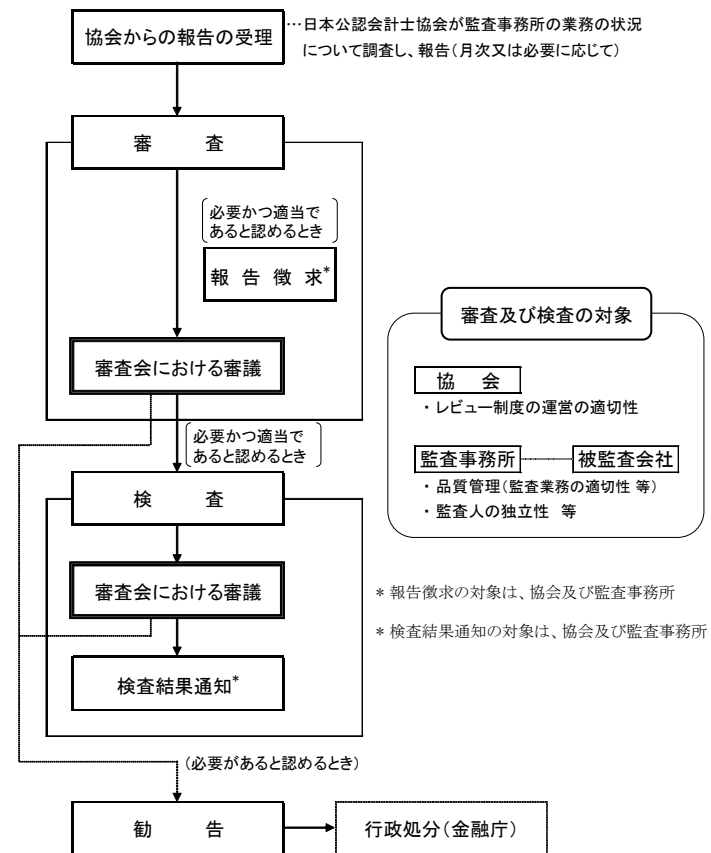 協会からの報告の受理
…日本公認会計士協会が監査事務所の業務の状況
について調査し、報告（月次又は必要に応じて）
審　査
必要かつ適当で
あると認めるとき
報 告 徴 求*
審査会における審議
審査及び検査の対象
協　会
・レビュー制度の運営の適切性
監査事務所
被監査会社
・品質管理（監査業務の適切性 等）
・監査人の独立性 等
必要かつ適当で
あると認めるとき
検　査
審査会における審議
* 報告徴求の対象は、協会及び監査事務所
* 検査結果通知の対象は、協会及び監査事務所
検査結果通知*
（必要があると認めるとき）
勧　告
行政処分（金融庁）